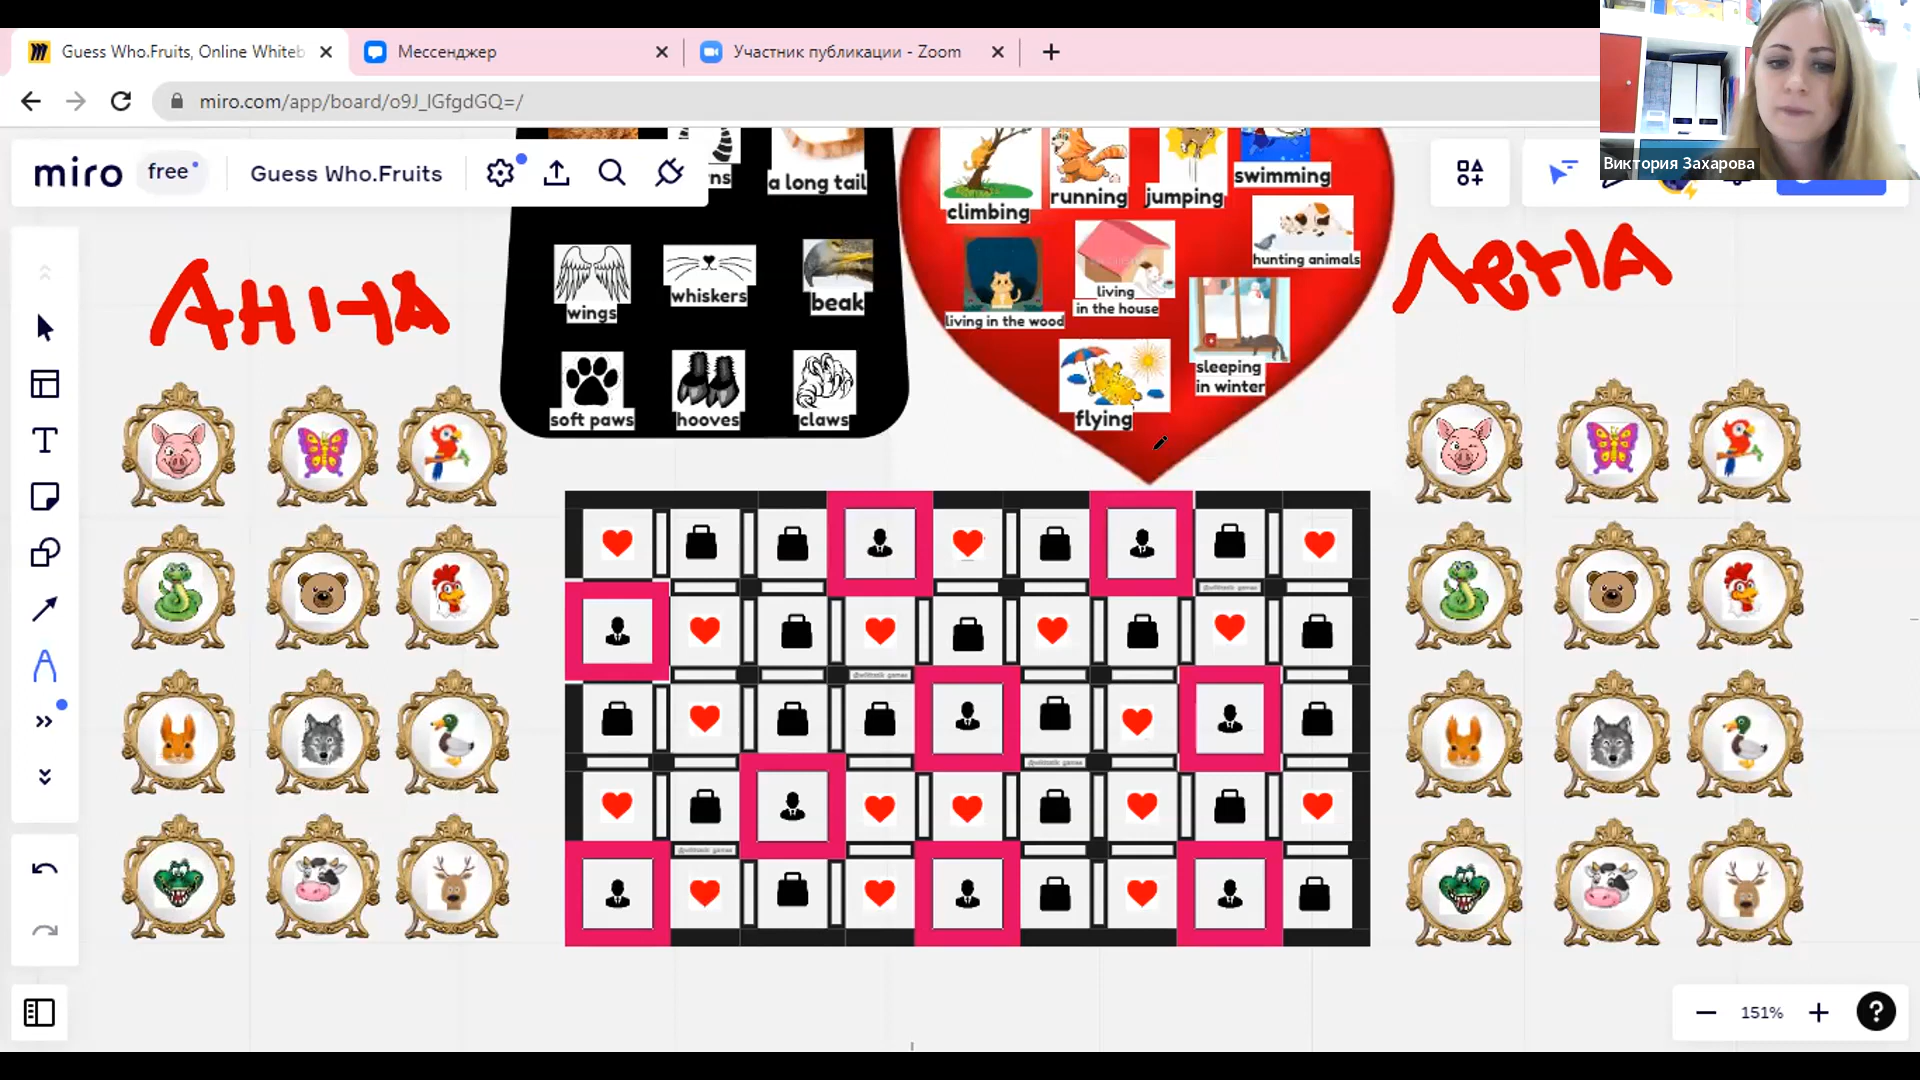 Guess Who.Fruits, Online Whiteb
Мессенджер
Участник публикации - Zoom
miro.com/app/board/o9J_lGfgdGQ=/
Виктория Захарова
miro
free
Guess Who.Fruits
a long tail
climbing
running
jumping
swimming
wings
whiskers
beak
living in the wood
living
in the house
hunting animals
sleeping
in winter
soft paws
hooves
claws
flying
АННА
ЛЕНА
151%